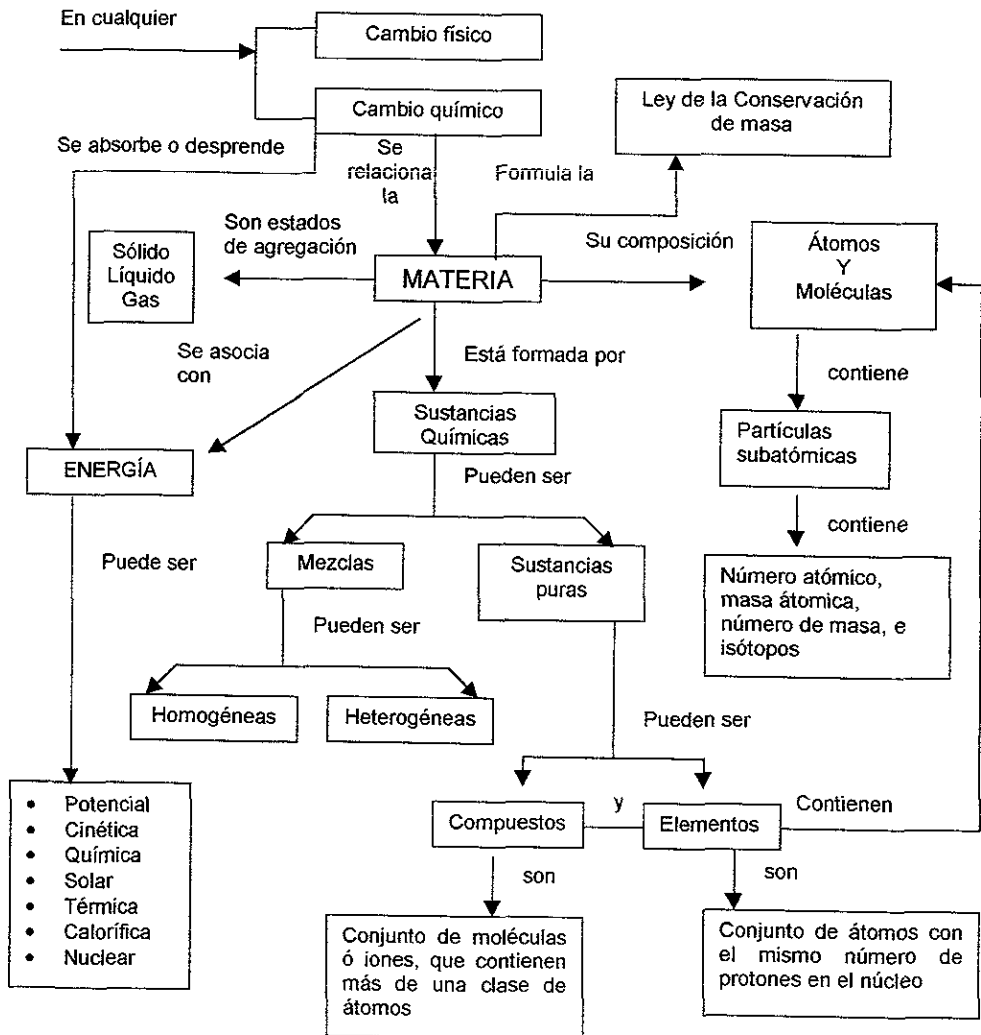 En cualquier
Cambio físico
Cambio químico
Ley de la Conservación
de masa
Se absorbe o desprende
Se
relaciona
la
Formula la
Son estados
de agregación
Su composición
Sólido
Líquido
Gas
MATERIA
Átomos
Y
Moléculas
Se asocia
con
Está formada por
contiene
Sustancias
Químicas
Partículas
subatómicas
ENERGÍA
Pueden ser
contiene
Puede ser
Mezclas
Sustancias
puras
Número atómico,
masa átomica,
número de masa, e
isótopos
Pueden ser
Homogéneas
Heterogéneas
Pueden ser
• Potencial
• Cinética
• Química
• Solar
• Térmica
• Calorífica
• Nuclear
Compuestos
y
Elementos
Contienen
son
son
Conjunto de moléculas
ó iones, que contienen
más de una clase de
átomos
Conjunto de átomos con
el mismo número de
protones en el núcleo